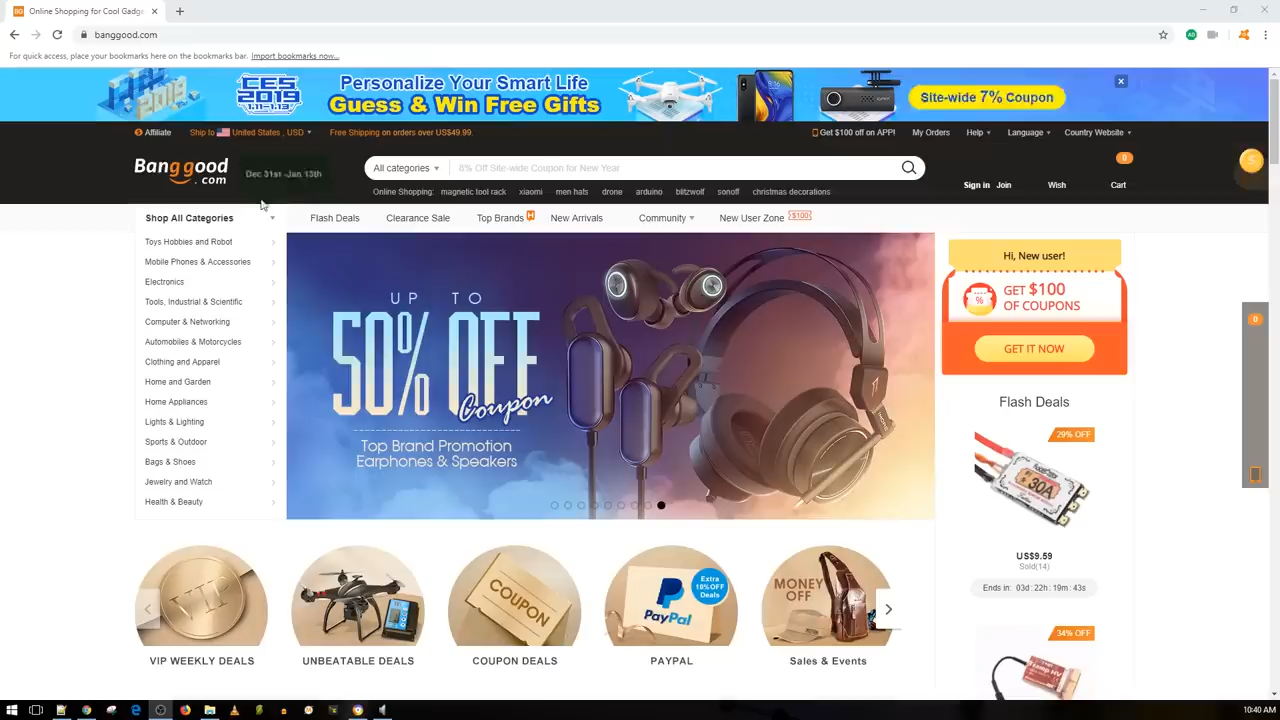 Online Shopping for Cool Gadg
banggood.com
For quick access, place your bookmarks here on the bookmarks bar. Import bookmarks now...
CES 2019 1.11-1.13
Personalize Your Smart Life
Guess & Win Free Gifts
Site-wide 7% Coupon
Affiliate Ship to United States , USD Free Shipping on orders over US$49.99. Get $100 off on APP! My Orders Help Language Country Website
Banggood.com
Dec 31st -Jan 13th
All categories 8% Off Site-wide Coupon for New Year
0
Sign in Join Wish Cart
Online Shopping: magnetic tool rack xiaomi men hats drone arduino blitzwolf sonoff christmas decorations
Shop All Categories Flash Deals Clearance Sale Top Brands H New Arrivals Community New User Zone $100
Toys Hobbies and Robot
Mobile Phones & Accessories
Electronics
Tools, Industrial & Scientific
Computer & Networking
Automobiles & Motorcycles
Clothing and Apparel
Home and Garden
Home Appliances
Lights & Lighting
Sports & Outdoor
Bags & Shoes
Jewelry and Watch
Health & Beauty
UP TO
50% OFF
Coupon
Top Brand Promotion
Earphones & Speakers
Hi, New user!
GET $100
OF COUPONS
GET IT NOW
0
Flash Deals
29% OFF
30A
US$9.59
Sold(14)
Ends in: 03d : 22h : 19m : 43s
34% OFF
VIP
COUPON
PayPal
Extra
10%OFF
Deals
MONEY
OFF
VIP WEEKLY DEALS
UNBEATABLE DEALS
COUPON DEALS
PAYPAL
Sales & Events
10:40 AM